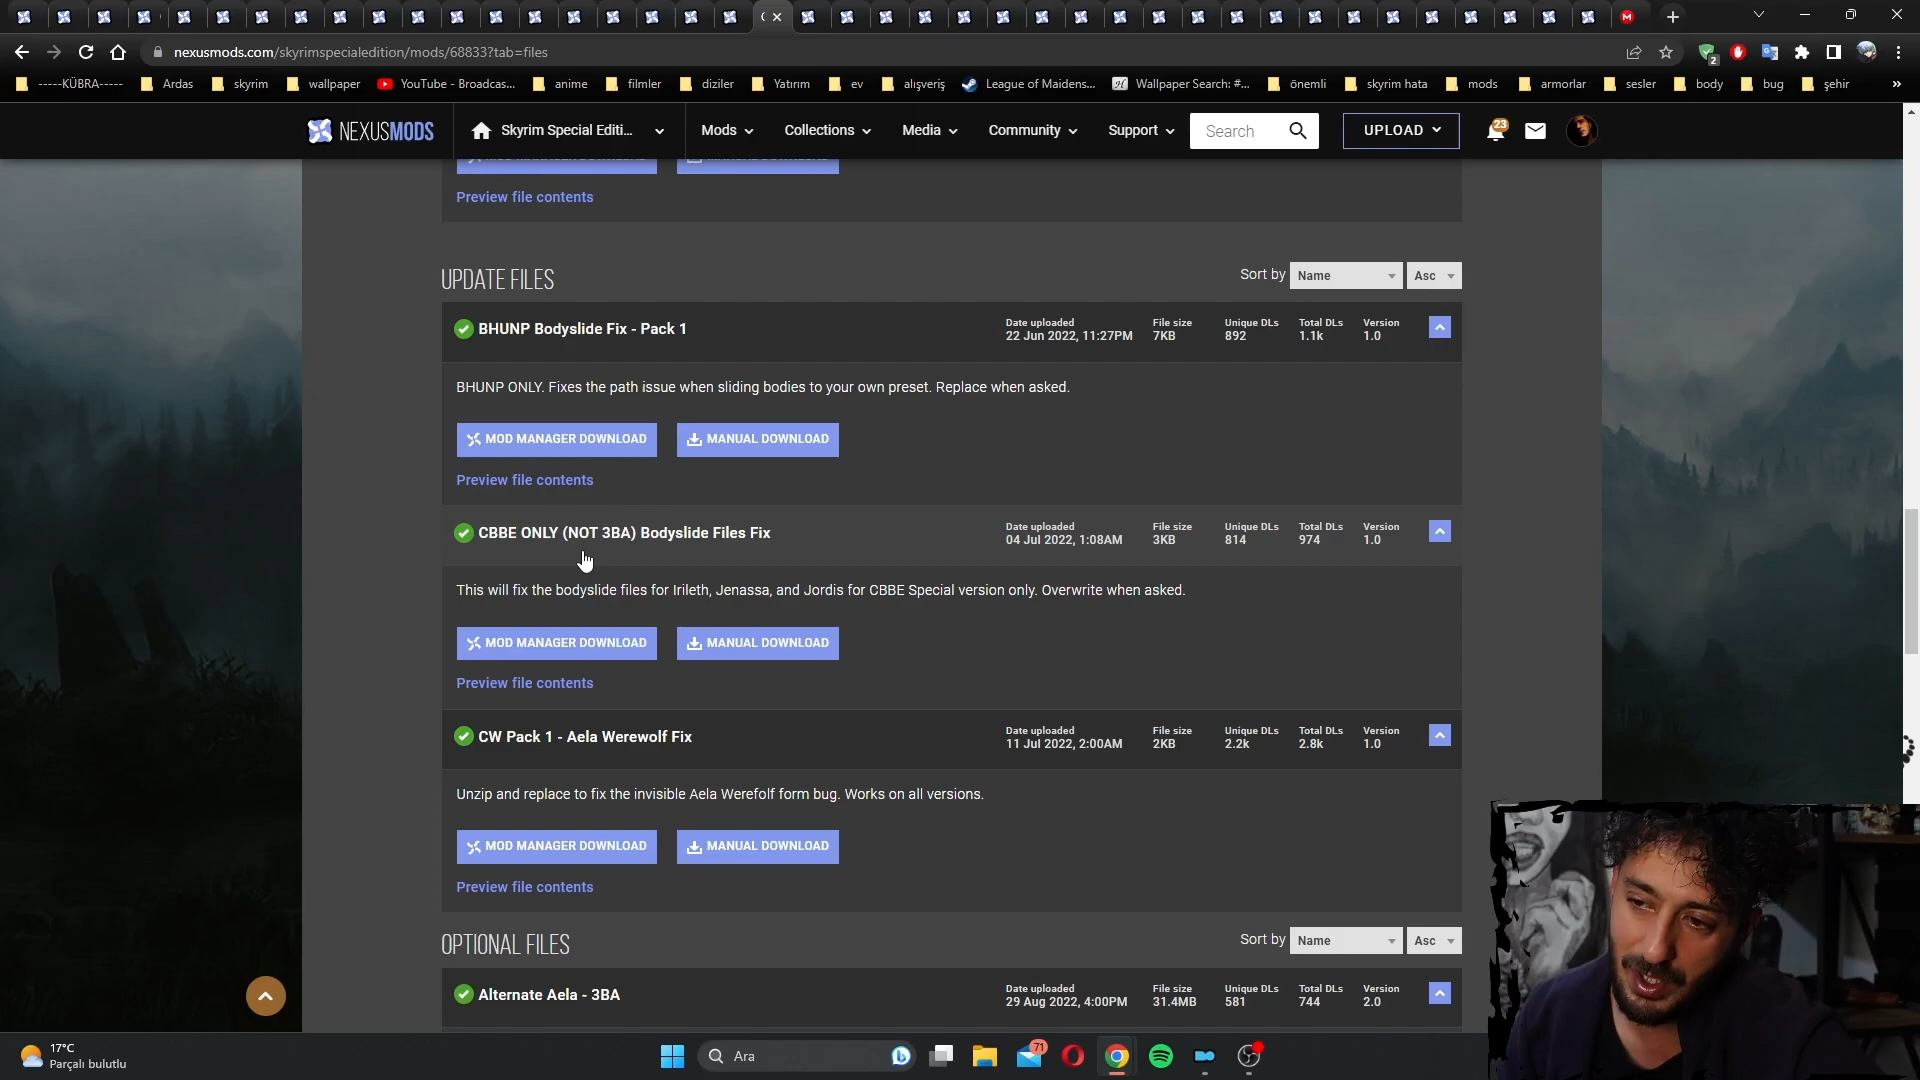 nexusmods.com/skyrimspecialedition/mods/68833?tab=files
2
-----KÜBRA-----
Ardas
skyrim
wallpaper
YouTube - Broadcas...
anime
filmler
diziler
Yatırım
ev
alışveriş
League of Maidens...
Wallpaper Search: #...
önemli
skyrim hata
mods
armorlar
sesler
body
bug
şehir
»
NEXUSMODS
Skyrim Special Editi...
Mods
Collections
Media
Community
Support
Search
UPLOAD
23
Preview file contents
UPDATE FILES
Sort by
Name
Asc
BHUNP Bodyslide Fix - Pack 1
Date uploaded
22 Jun 2022, 11:27PM
File size
7KB
Unique DLs
892
Total DLs
1.1k
Version
1.0
BHUNP ONLY. Fixes the path issue when sliding bodies to your own preset. Replace when asked.
MOD MANAGER DOWNLOAD
MANUAL DOWNLOAD
Preview file contents
CBBE ONLY (NOT 3BA) Bodyslide Files Fix
Date uploaded
04 Jul 2022, 1:08AM
File size
3KB
Unique DLs
814
Total DLs
974
Version
1.0
This will fix the bodyslide files for Irileth, Jenassa, and Jordis for CBBE Special version only. Overwrite when asked.
MOD MANAGER DOWNLOAD
MANUAL DOWNLOAD
Preview file contents
CW Pack 1 - Aela Werewolf Fix
Date uploaded
11 Jul 2022, 2:00AM
File size
2KB
Unique DLs
2.2k
Total DLs
2.8k
Version
1.0
Unzip and replace to fix the invisible Aela Werefolf form bug. Works on all versions.
MOD MANAGER DOWNLOAD
MANUAL DOWNLOAD
Preview file contents
OPTIONAL FILES
Sort by
Name
Asc
Alternate Aela - 3BA
Date uploaded
29 Aug 2022, 4:00PM
File size
31.4MB
Unique DLs
581
Total DLs
744
Version
2.0
17°C
Parçalı bulutlu
Ara
71